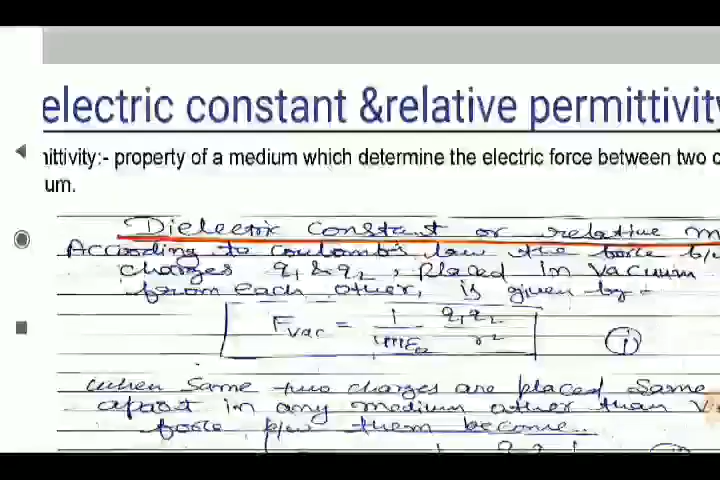 electric constant &relative permittivity
nittivity:- property of a medium which determine the electric force between two c
um.
Dielectric constant or relative
According to coulomb's law the force b/w
charges q1 & q2, placed in vacuum
from each other, is given by -
Fvac = 1/4πε0 q1q2/r2 (i)
when same two charges are placed same
apart in any medium other than v
force b/w them become..